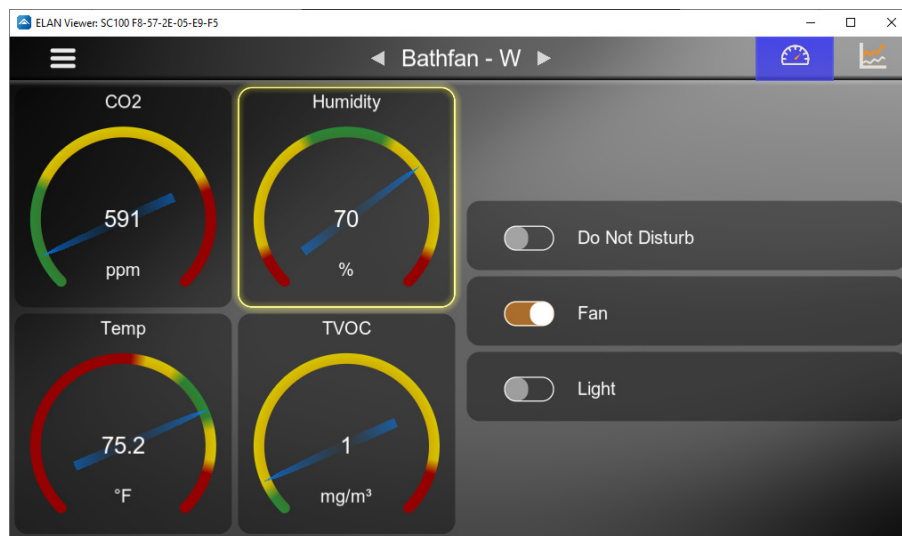 ELAN Viewer: SC100 F8-57-2E-05-E9-F5
Bathfan - W
CO2
591
ppm
Humidity
70
%
Temp
75.2
°F
TVOC
1
mg/m³
Do Not Disturb
Fan
Light